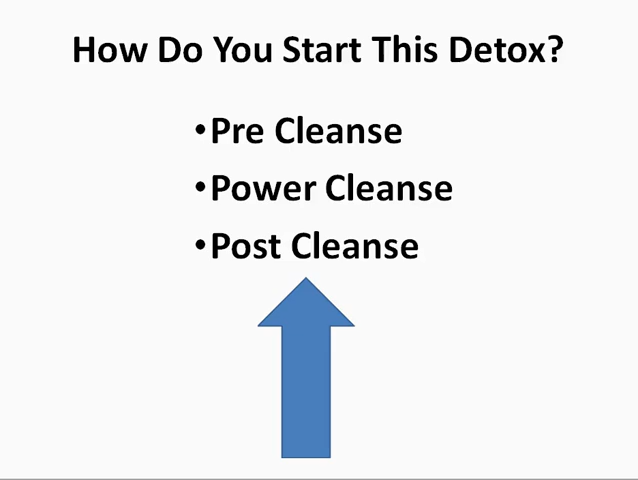 How Do You Start This Detox?
•Pre Cleanse
•Power Cleanse
•Post Cleanse